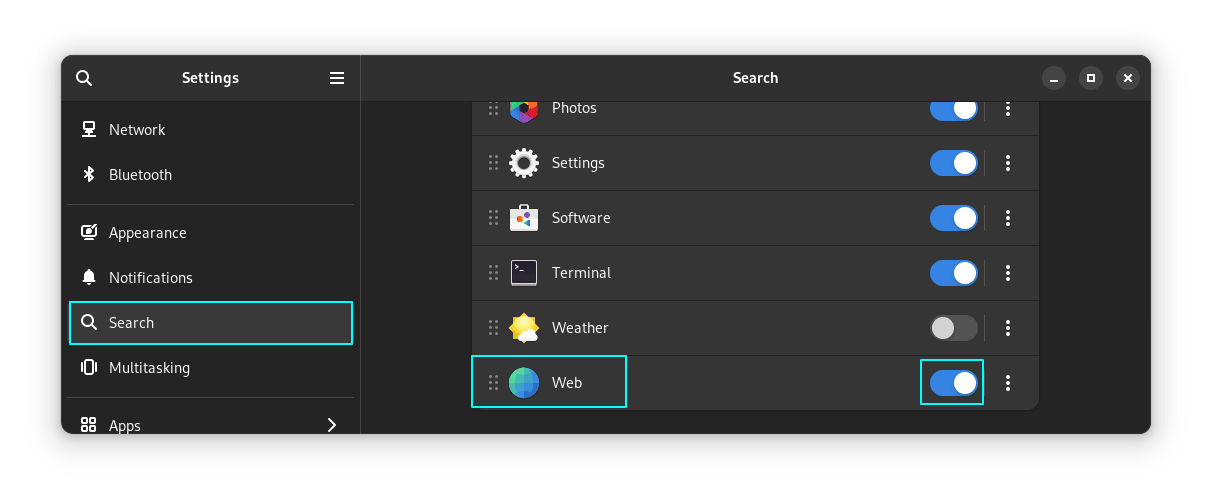 Settings
Search
Network
Bluetooth
Appearance
Notifications
Search
Multitasking
Apps
Photos
Settings
Software
>_
Terminal
Weather
Web